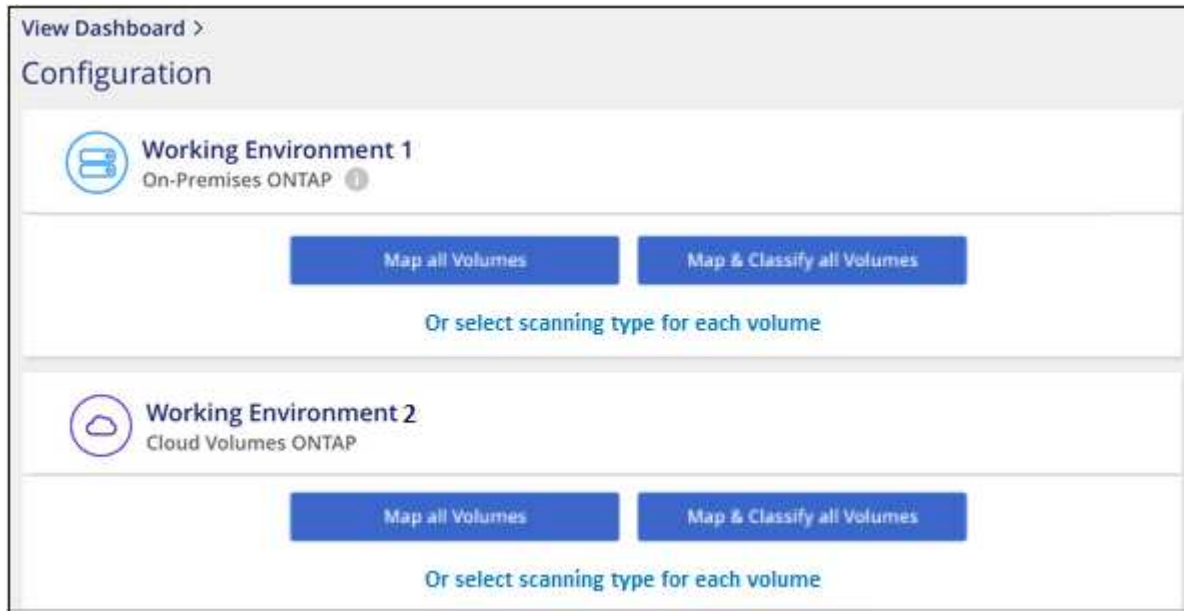 View Dashboard >
Configuration
Working Environment 1
On-Premises ONTAP i
Map all Volumes
Map & Classify all Volumes
Or select scanning type for each volume
Working Environment 2
Cloud Volumes ONTAP
Map all Volumes
Map & Classify all Volumes
Or select scanning type for each volume